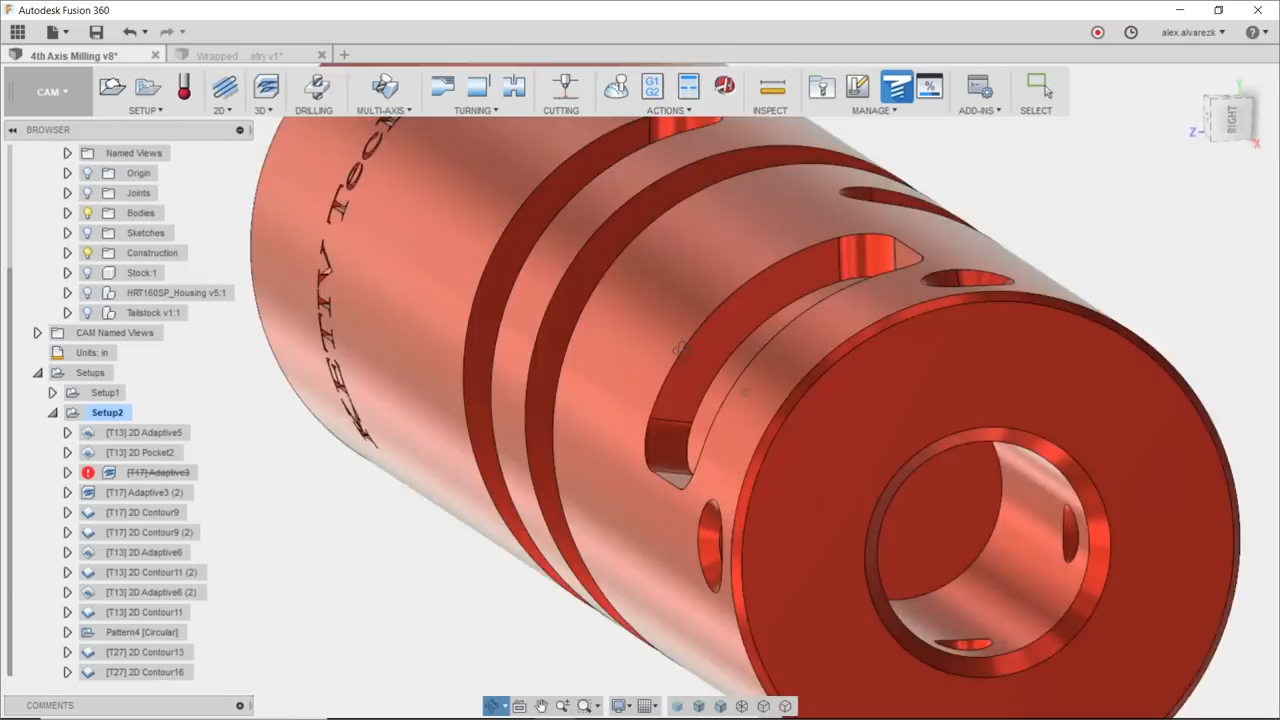 Autodesk Fusion 360
alex.alvarezk
4th Axis Milling v8*
Wrapped ...etry v1*
CAM
SETUP
2D
3D
DRILLING
MULTI-AXIS
TURNING
CUTTING
G1
G2
ACTIONS
INSPECT
MANAGE
ADD-INS
SELECT
BROWSER
RIGHT
Z
X
Y
Named Views
Origin
Joints
Bodies
Sketches
Construction
Stock:1
HRT160SP_Housing v5:1
Tailstock v1:1
CAM Named Views
Units: in
Setups
Setup1
Setup2
[T13] 2D Adaptive5
[T13] 2D Pocket2
[T17] Adaptive3
[T17] Adaptive3 (2)
[T17] 2D Contour9
[T17] 2D Contour9 (2)
[T13] 2D Adaptive6
[T13] 2D Contour11 (2)
[T13] 2D Adaptive6 (2)
[T13] 2D Contour11
Pattern4 [Circular]
[T27] 2D Contour13
[T27] 2D Contour16
COMMENTS